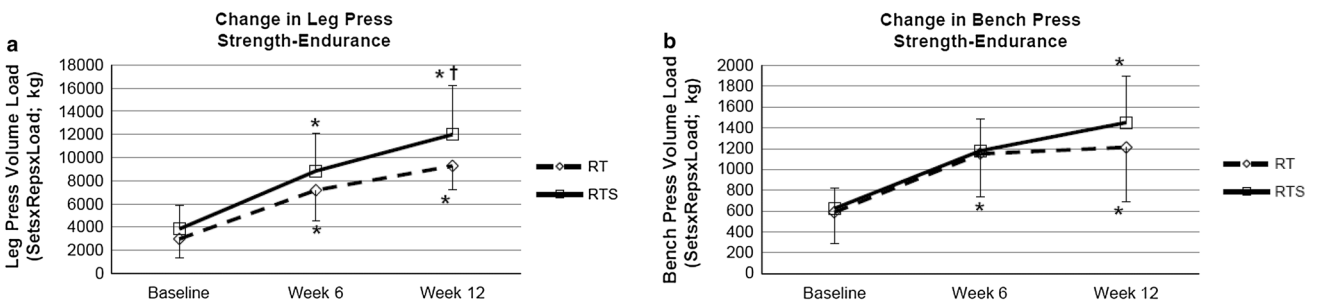 a
Change in Leg Press
Strength-Endurance
Leg Press Volume Load
(SetsxRepsxLoad; kg)
18000
16000
14000
12000
10000
8000
6000
4000
2000
0
* †
*
*
*
Baseline
Week 6
Week 12
RT
RTS
b
Change in Bench Press
Strength-Endurance
Bench Press Volume Load
(SetsxRepsxLoad; kg)
2000
1800
1600
1400
1200
1000
800
600
400
200
0
*
*
*
Baseline
Week 6
Week 12
RT
RTS